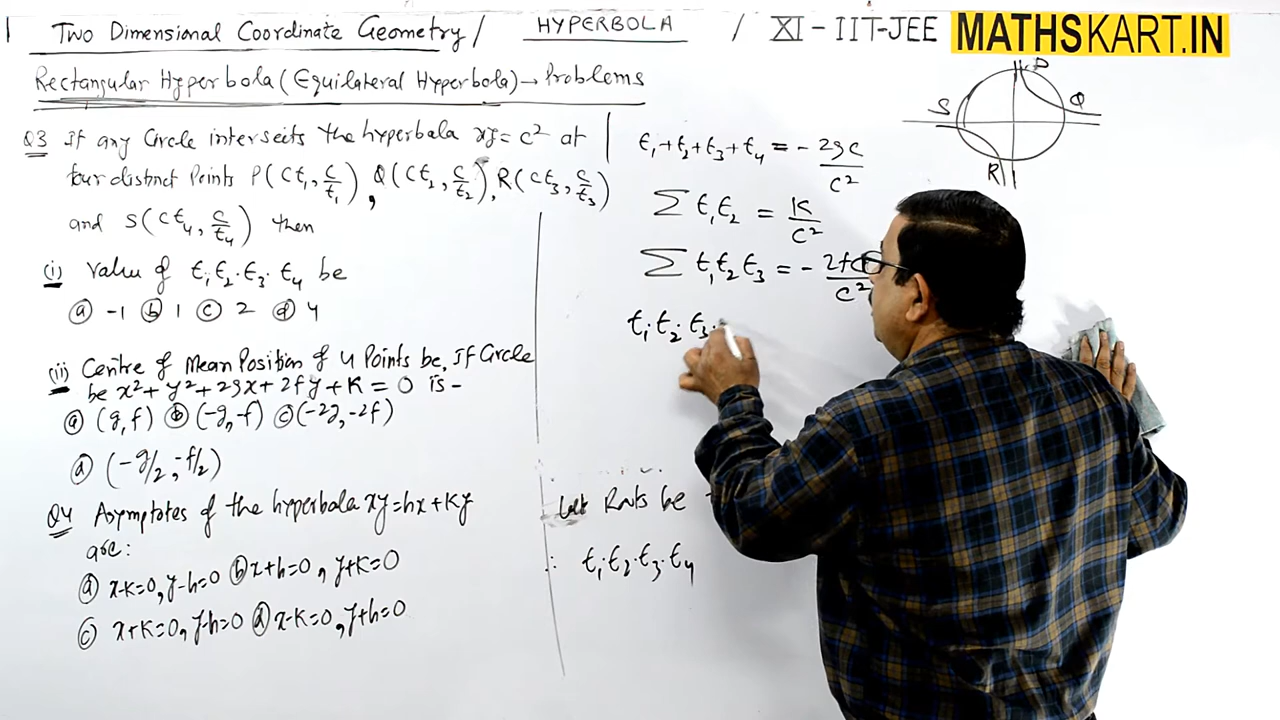 Two Dimensional Coordinate Geometry / HYPERBOLA / XI - IIT-JEE MATHSKART.IN
Rectangular Hyperbola (Equilateral Hyperbola) → Problems
Q3 If any Circle intersects the hyperbola xy = c² at
four distinct Points P(ct₁, c/t₁), Q(ct₂, c/t₂), R(ct₃, c/t₃)
and S(ct₄, c/t₄) then
(i) Value of t₁.t₂.t₃.t₄ be
(a) -1 (b) 1 (c) 2 (d) 4
(ii) Centre of Mean Position of 4 Points be, If Circle
be x² + y² + 2gx + 2fy + K = 0 is -
(a) (g, f) (b) (-g, -f) (c) (-2g, -2f)
(d) (-g/2, -f/2)
Q4 Asymptotes of the hyperbola xy = hx + Ky
are:
(a) x-K=0, y-h=0 (b) x+h=0, y+K=0
(c) x+K=0, y-h=0 (d) x-K=0, y+h=0
t₁+t₂+t₃+t₄ = - 2gc/c²
∑ t₁t₂ = K/c²
∑ t₁t₂t₃ = - 2fc/c²
t₁.t₂.t₃.
Let Roots be
∴ t₁.t₂.t₃.t₄
S
P
Q
R